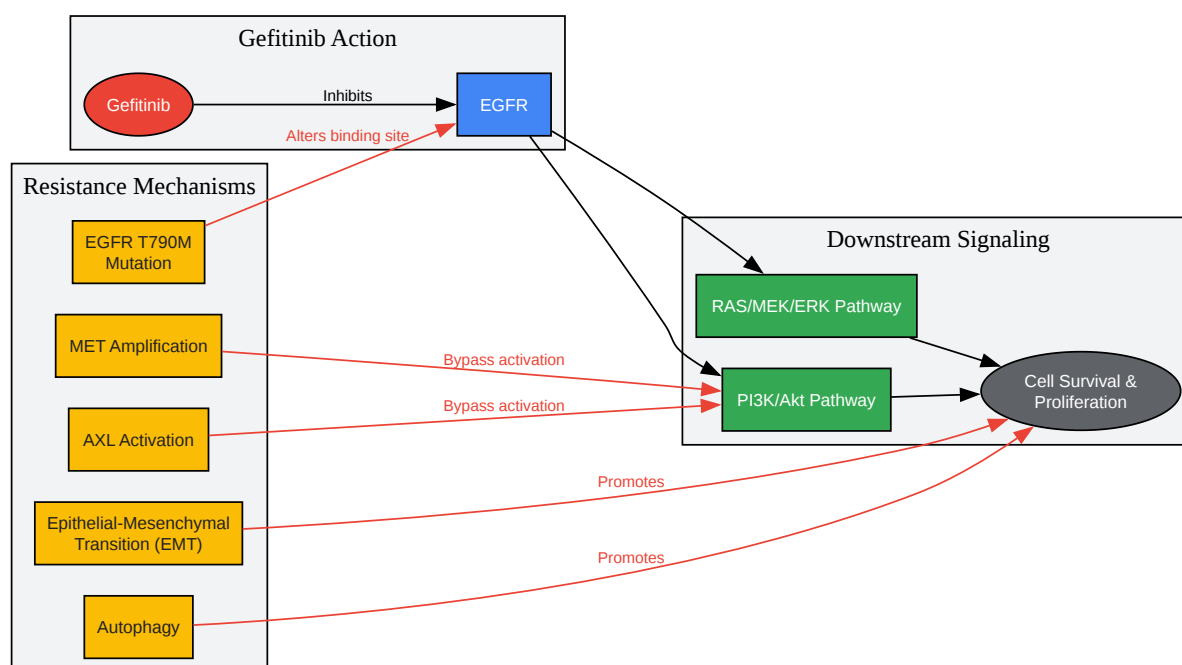 Gefitinib Action
Gefitinib
Inhibits
EGFR
Alters binding site
Resistance Mechanisms
EGFR T790M
Mutation
MET Amplification
AXL Activation
Epithelial-Mesenchymal
Transition (EMT)
Autophagy
Bypass activation
Bypass activation
Promotes
Promotes
Downstream Signaling
RAS/MEK/ERK Pathway
PI3K/Akt Pathway
Cell Survival &
Proliferation